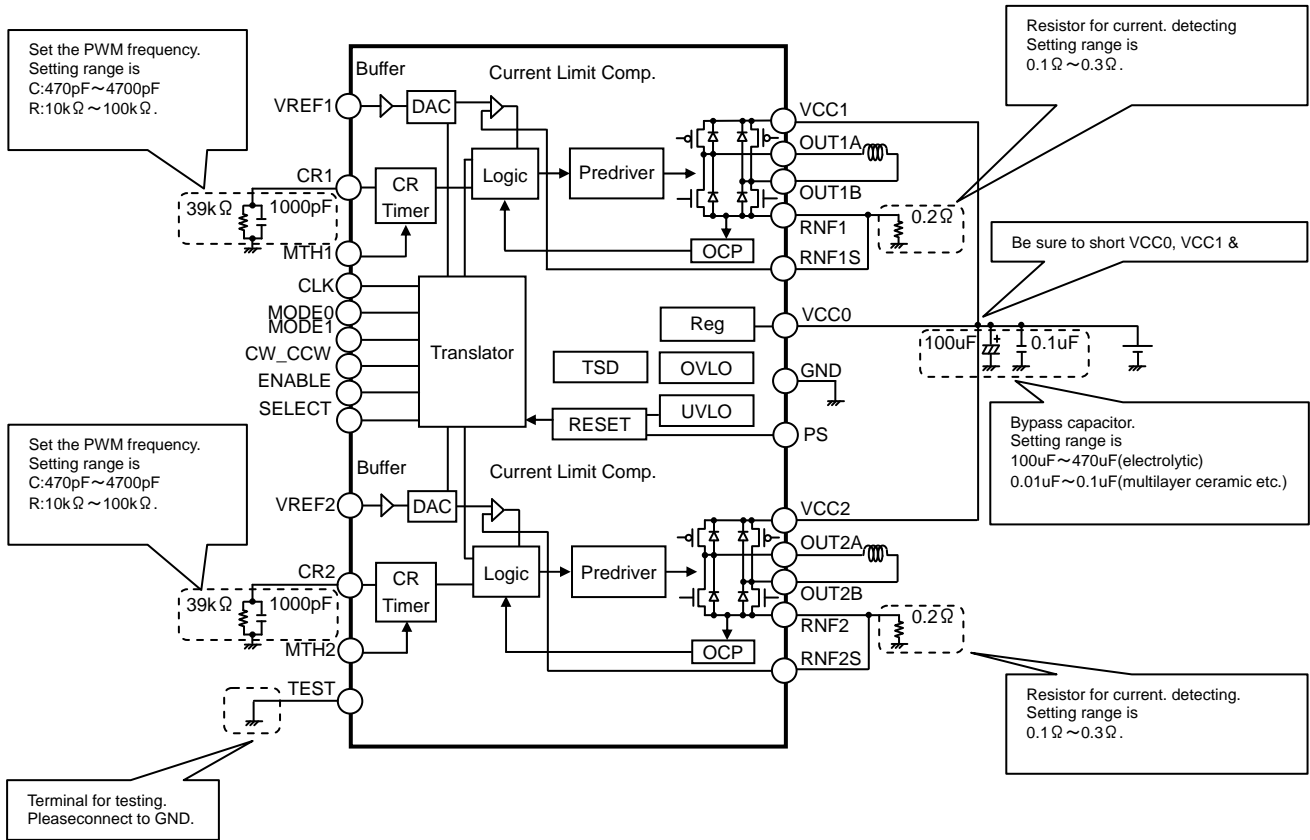 Set the PWM frequency.
Setting range is
C:470pF～4700pF
R:10kΩ～100kΩ.
Resistor for current. detecting
Setting range is
0.1Ω～0.3Ω.
Buffer
Current Limit Comp.
VREF1
DAC
VCC1
OUT1A
OUT1B
CR1
CR
Timer
Logic
Predriver
39kΩ
1000pF
RNF1
0.2Ω
MTH1
OCP
RNF1S
Be sure to short VCC0, VCC1 &
CLK
MODE0
MODE1
CW_CCW
ENABLE
SELECT
Translator
Reg
VCC0
100uF
+
0.1uF
TSD
OVLO
GND
UVLO
RESET
PS
Bypass capacitor.
Setting range is
100uF～470uF(electrolytic)
0.01uF～0.1uF(multilayer ceramic etc.)
Set the PWM frequency.
Setting range is
C:470pF～4700pF
R:10kΩ～100kΩ.
Buffer
Current Limit Comp.
VREF2
DAC
VCC2
OUT2A
OUT2B
CR2
CR
Timer
Logic
Predriver
39kΩ
1000pF
RNF2
0.2Ω
MTH2
OCP
RNF2S
TEST
Resistor for current. detecting.
Setting range is
0.1Ω～0.3Ω.
Terminal for testing.
Pleaseconnect to GND.